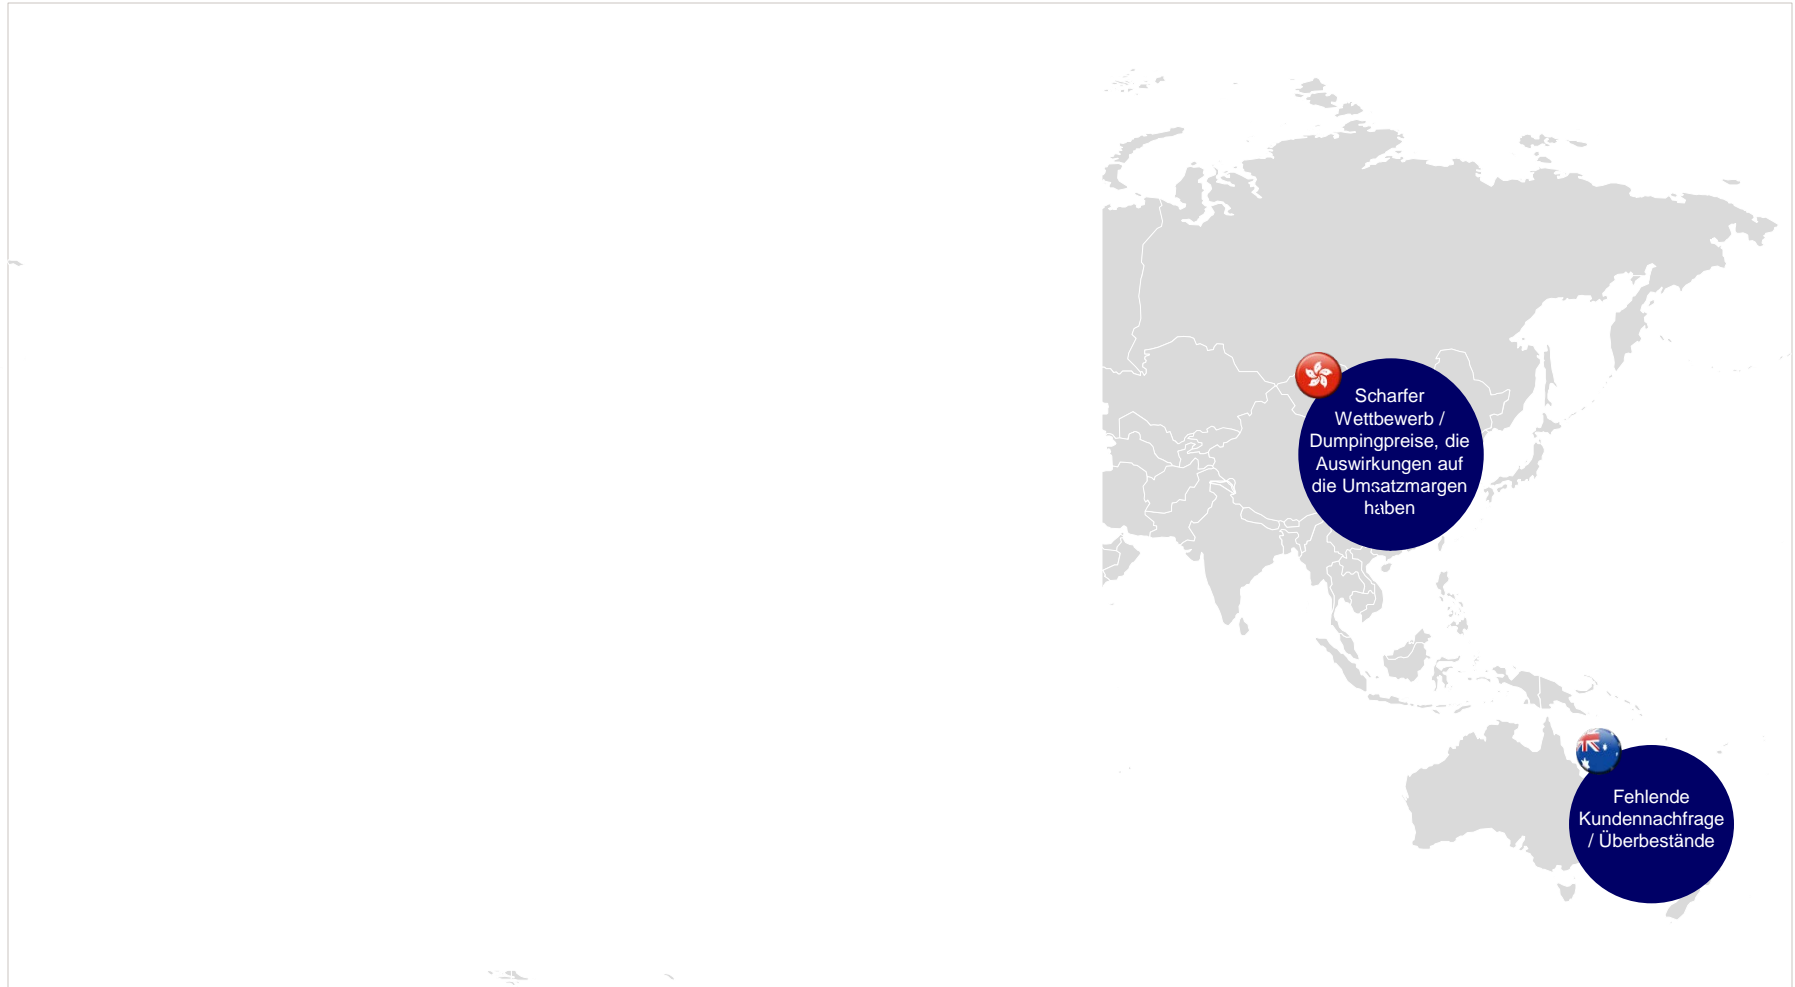 Scharfer
Wettbewerb /
Dumpingpreise, die
Auswirkungen auf
die Umsatzmargen
haben
Fehlende
Kundennachfrage
/ Überbestände